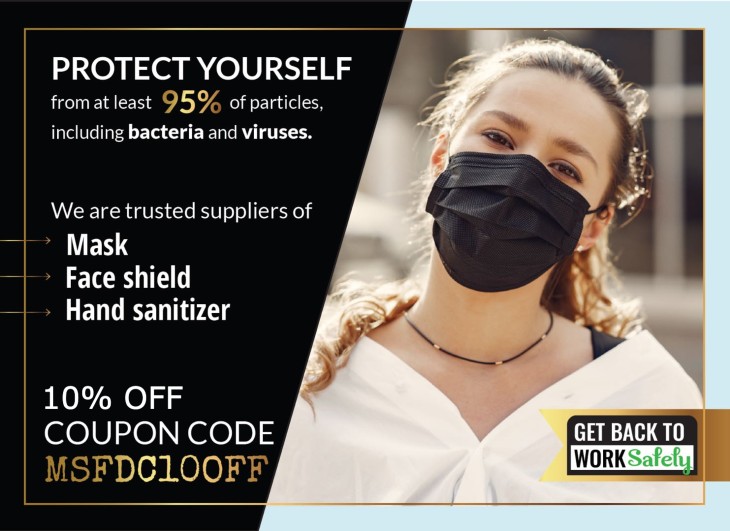 PROTECT YOURSELF
from at least 95% of particles,
including bacteria and viruses.
We are trusted suppliers of
Mask
Face shield
Hand sanitizer
10% OFF
COUPON CODE
MSFDC10OFF
GET BACK TO
WORK Safely